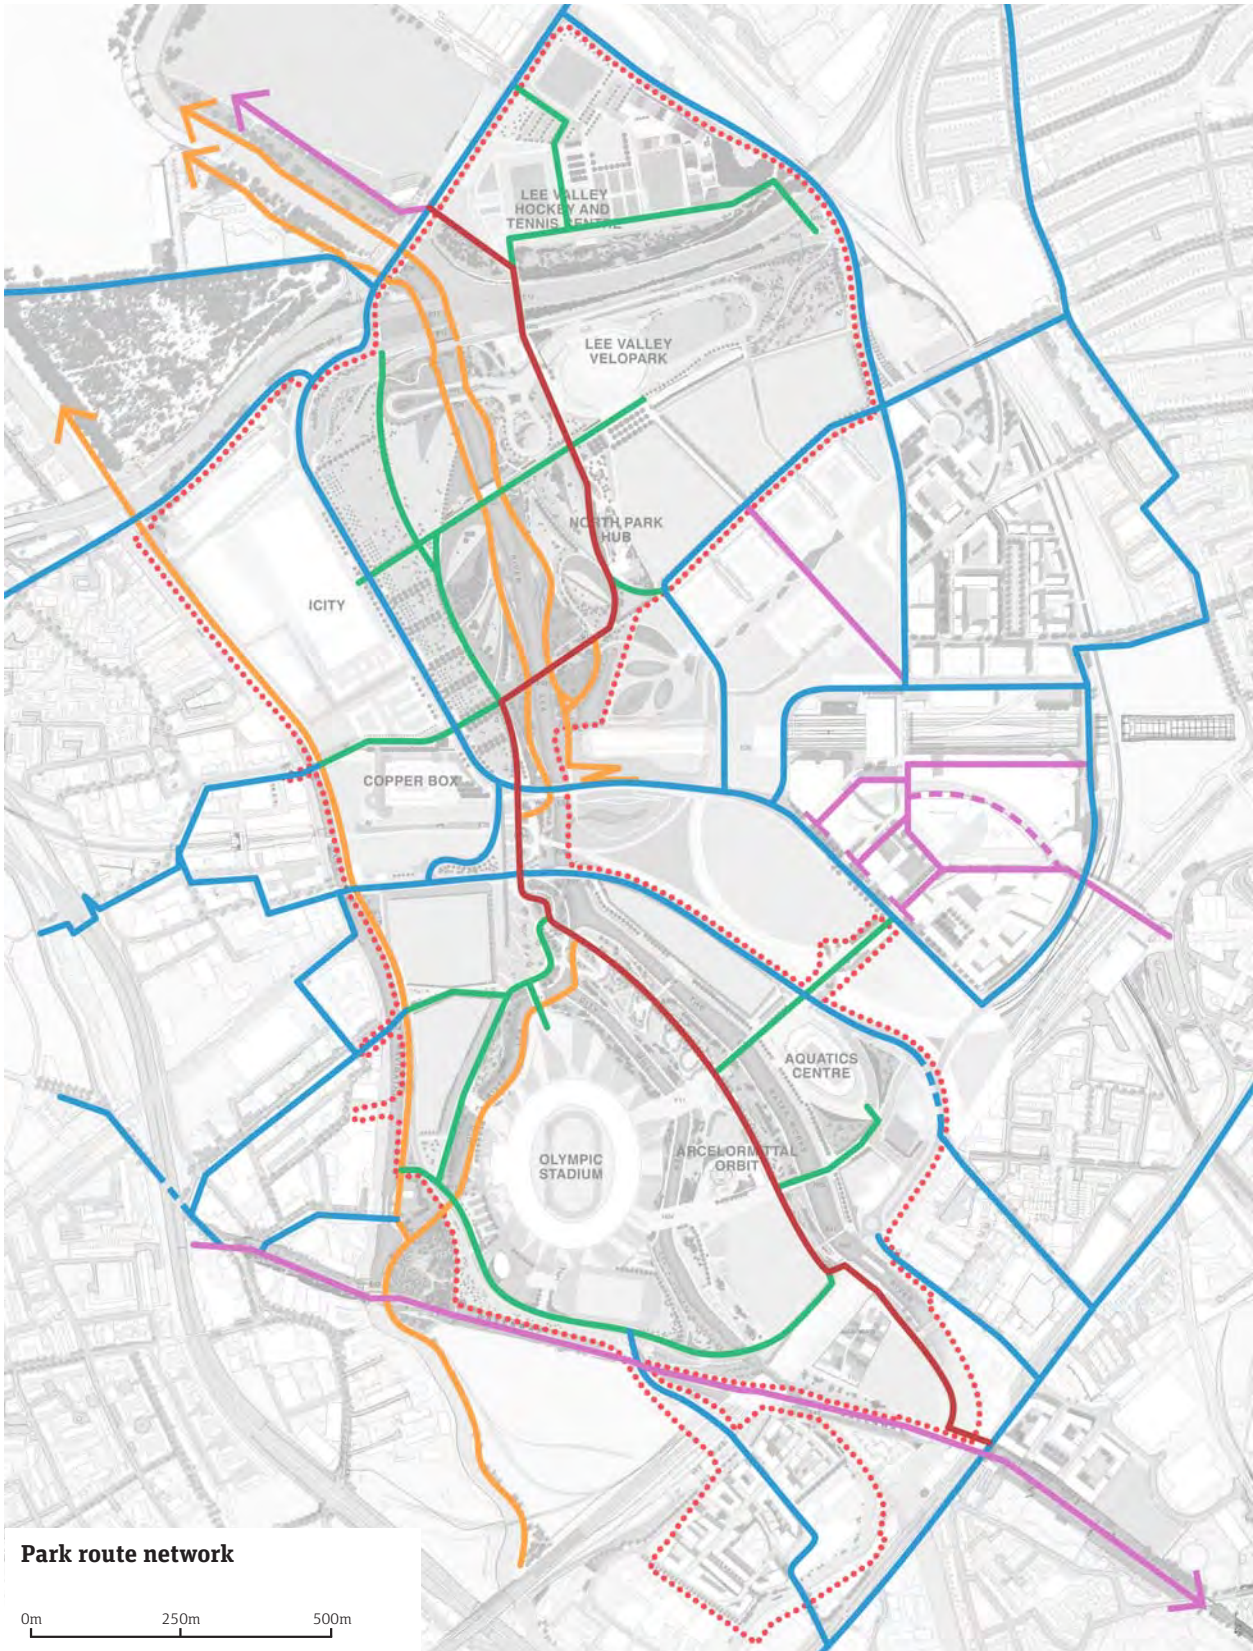 LEE VALLEY
HOCKEY AND
TENNIS CENTRE
LEE VALLEY
VELOPARK
NORTH PARK
HUB
ICITY
COPPER BOX
AQUATICS
CENTRE
OLYMPIC
STADIUM
ARCELORMITTAL
ORBIT
Park route network
0m 250m 500m